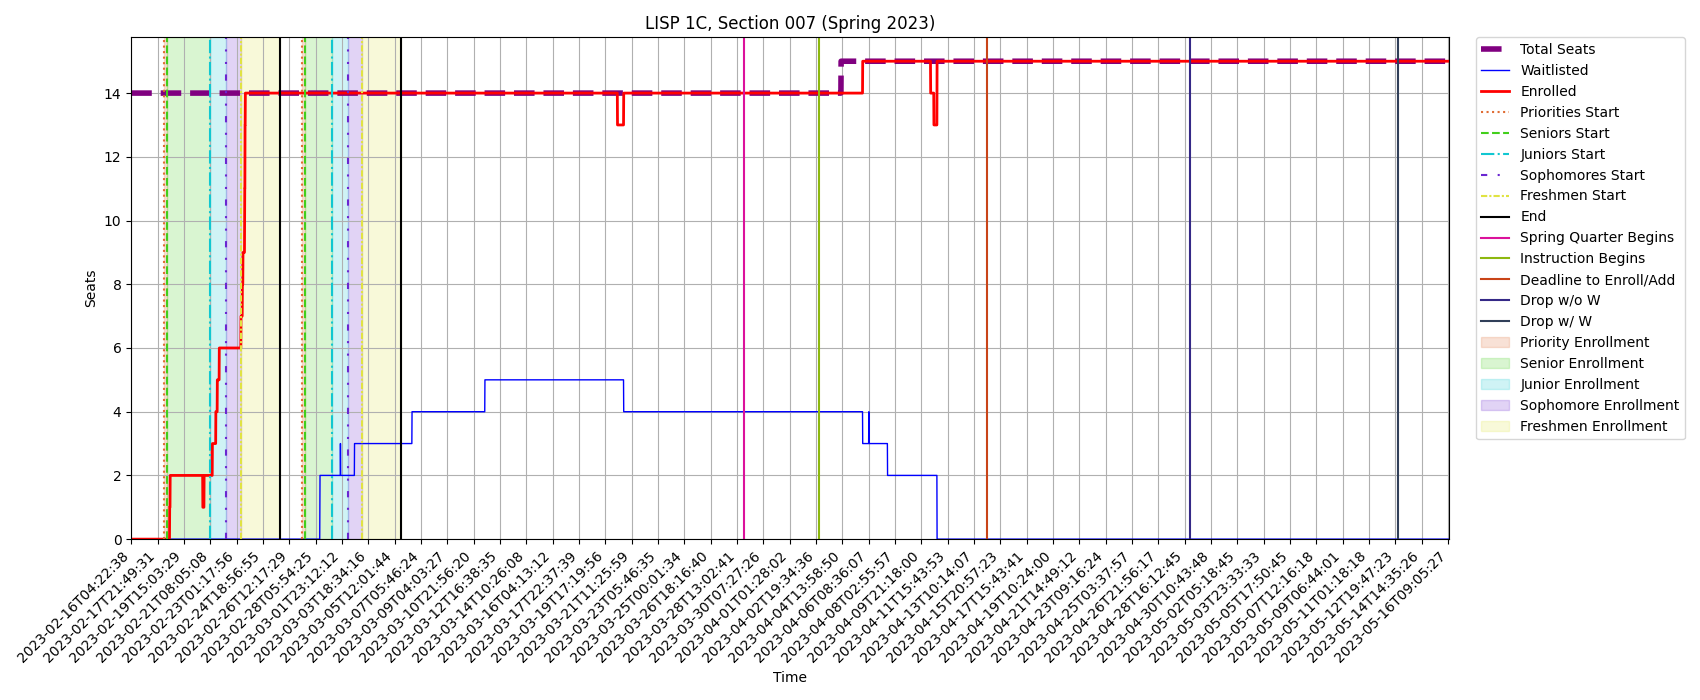 LISP 1C, Section 007 (Spring 2023)
Seats
14
12
10
8
6
4
2
0
2023-02-16T04:22:38
2023-02-17T21:49:31
2023-02-19T15:03:29
2023-02-21T08:05:08
2023-02-23T01:17:56
2023-02-24T18:56:55
2023-02-26T12:17:29
2023-02-28T05:54:25
2023-03-01T23:12:12
2023-03-03T18:34:16
2023-03-05T12:01:44
2023-03-07T05:46:24
2023-03-09T04:03:27
2023-03-10T21:56:20
2023-03-12T16:38:35
2023-03-14T10:26:08
2023-03-16T04:13:12
2023-03-17T22:37:39
2023-03-19T17:19:56
2023-03-21T11:25:59
2023-03-23T05:46:35
2023-03-25T00:01:34
2023-03-26T18:16:40
2023-03-28T13:02:41
2023-03-30T07:27:26
2023-04-01T01:28:02
2023-04-02T19:34:36
2023-04-04T13:58:50
2023-04-06T08:36:07
2023-04-08T02:55:57
2023-04-09T21:18:00
2023-04-11T15:43:53
2023-04-13T10:14:07
2023-04-15T20:57:23
2023-04-17T15:43:41
2023-04-19T10:24:00
2023-04-21T14:49:12
2023-04-23T09:16:24
2023-04-25T03:37:57
2023-04-26T21:56:17
2023-04-28T16:12:45
2023-04-30T10:43:48
2023-05-02T05:18:45
2023-05-03T23:33:33
2023-05-05T17:50:45
2023-05-07T12:16:18
2023-05-09T06:44:01
2023-05-11T01:18:18
2023-05-12T19:47:23
2023-05-14T14:35:26
2023-05-16T09:05:27
Time
Total Seats
Waitlisted
Enrolled
Priorities Start
Seniors Start
Juniors Start
Sophomores Start
Freshmen Start
End
Spring Quarter Begins
Instruction Begins
Deadline to Enroll/Add
Drop w/o W
Drop w/ W
Priority Enrollment
Senior Enrollment
Junior Enrollment
Sophomore Enrollment
Freshmen Enrollment